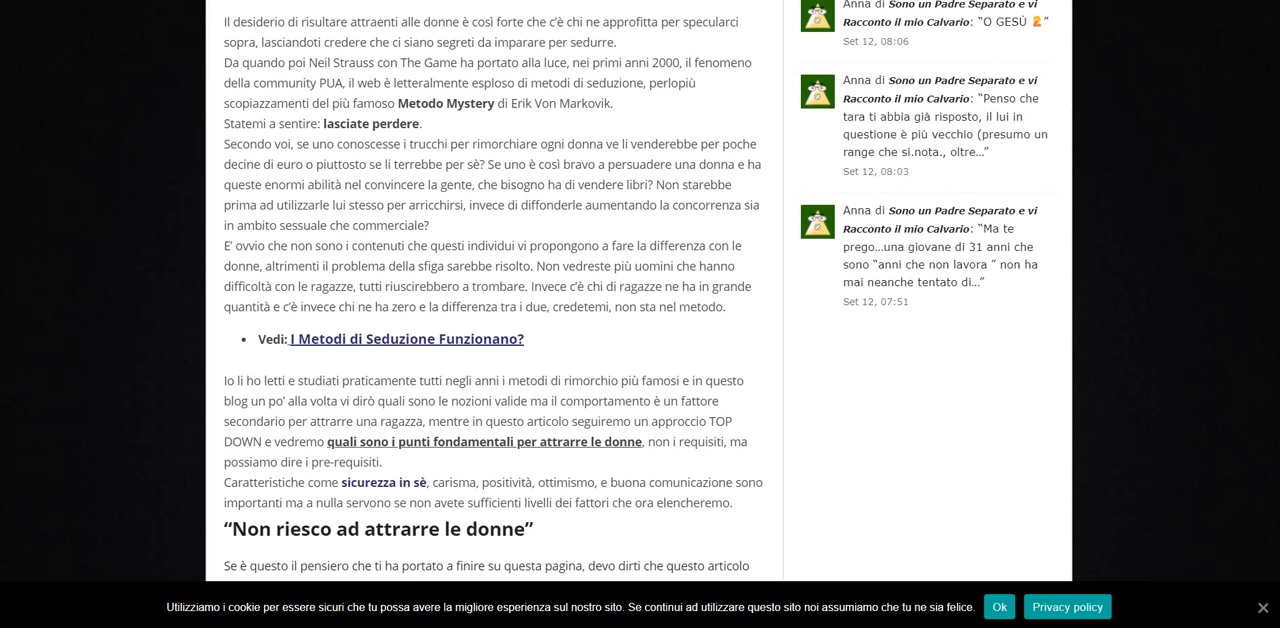 Il desiderio di risultare attraenti alle donne è così forte che c’è chi ne approfitta per specularci
sopra, lasciandoti credere che ci siano segreti da imparare per sedurre.
Da quando poi Neil Strauss con The Game ha portato alla luce, nei primi anni 2000, il fenomeno
della community PUA, il web è letteralmente esploso di metodi di seduzione, perlopiù
scopiazzamenti del più famoso Metodo Mystery di Erik Von Markovik.
Statemi a sentire: lasciate perdere.
Secondo voi, se uno conoscesse i trucchi per rimorchiare ogni donna ve li venderebbe per poche
decine di euro o piuttosto se li terrebbe per sè? Se uno è così bravo a persuadere una donna e ha
queste enormi abilità nel convincere la gente, che bisogno ha di vendere libri? Non starebbe
prima ad utilizzarle lui stesso per arricchirsi, invece di diffonderle aumentando la concorrenza sia
in ambito sessuale che commerciale?
E’ ovvio che non sono i contenuti che questi individui vi propongono a fare la differenza con le
donne, altrimenti il problema della sfiga sarebbe risolto. Non vedreste più uomini che hanno
difficoltà con le ragazze, tutti riuscirebbero a trombare. Invece c’è chi di ragazze ne ha in grande
quantità e c’è invece chi ne ha zero e la differenza tra i due, credetemi, non sta nel metodo.
• Vedi: I Metodi di Seduzione Funzionano?
Io li ho letti e studiati praticamente tutti negli anni i metodi di rimorchio più famosi e in questo
blog un po’ alla volta vi dirò quali sono le nozioni valide ma il comportamento è un fattore
secondario per attrarre una ragazza, mentre in questo articolo seguiremo un approccio TOP
DOWN e vedremo quali sono i punti fondamentali per attrarre le donne, non i requisiti, ma
possiamo dire i pre-requisiti.
Caratteristiche come sicurezza in sè, carisma, positività, ottimismo, e buona comunicazione sono
importanti ma a nulla servono se non avete sufficienti livelli dei fattori che ora elencheremo.
“Non riesco ad attrarre le donne”
Se è questo il pensiero che ti ha portato a finire su questa pagina, devo dirti che questo articolo
Anna di Sono un Padre Separato e vi
Racconto il mio Calvario: “O GESÙ 🤦”
Set 12, 08:06
Anna di Sono un Padre Separato e vi
Racconto il mio Calvario: “Penso che
tara ti abbia già risposto, il lui in
questione è più vecchio (presumo un
range che si.nota., oltre…”
Set 12, 08:03
Anna di Sono un Padre Separato e vi
Racconto il mio Calvario: “Ma te
prego…una giovane di 31 anni che
sono “anni che non lavora ” non ha
mai neanche tentato di…”
Set 12, 07:51
Utilizziamo i cookie per essere sicuri che tu possa avere la migliore esperienza sul nostro sito. Se continui ad utilizzare questo sito noi assumiamo che tu ne sia felice. Ok Privacy policy